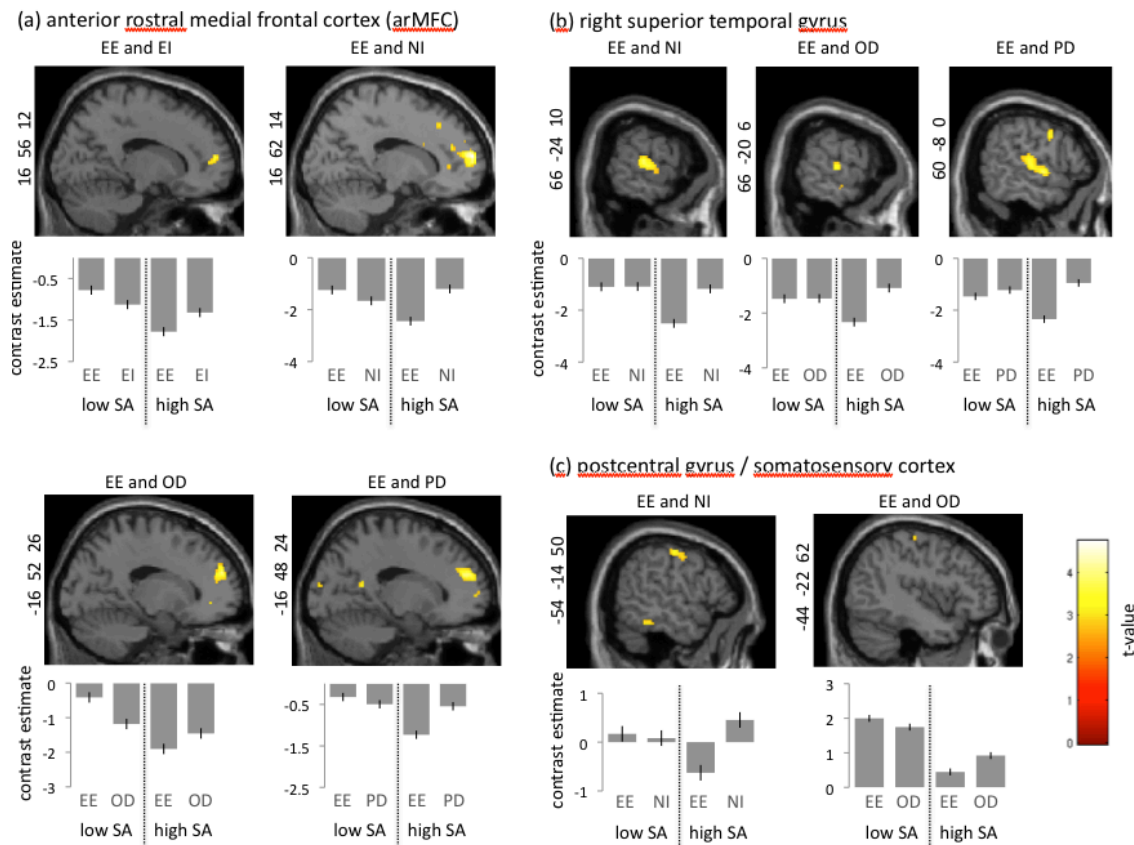 (a) anterior rostral medial frontal cortex (arMFC)
EE and EI
EE and NI
16 56 12
16 62 14
contrast estimate
-0.5
-1.5
-2.5
EE EI EE EI
low SA high SA
0
-2
-4
EE NI EE NI
low SA high SA
(b) right superior temporal gyrus
EE and NI
EE and OD
EE and PD
66 -24 10
66 -20 6
60 -8 0
contrast estimate
0
-2
-4
EE NI EE NI
low SA high SA
0
-2
-4
EE OD EE OD
low SA high SA
0
-2
-4
EE PD EE PD
low SA high SA
EE and OD
EE and PD
-16 52 26
-16 48 24
contrast estimate
0
-1
-2
-3
EE OD EE OD
low SA high SA
-0.5
-1.5
-2.5
EE PD EE PD
low SA high SA
(c) postcentral gyrus / somatosensory cortex
EE and NI
EE and OD
-54 -14 50
-44 -22 62
contrast estimate
1
0
-1
EE NI EE NI
low SA high SA
3
2
1
0
EE OD EE OD
low SA high SA
4
3
2
1
0
t-value